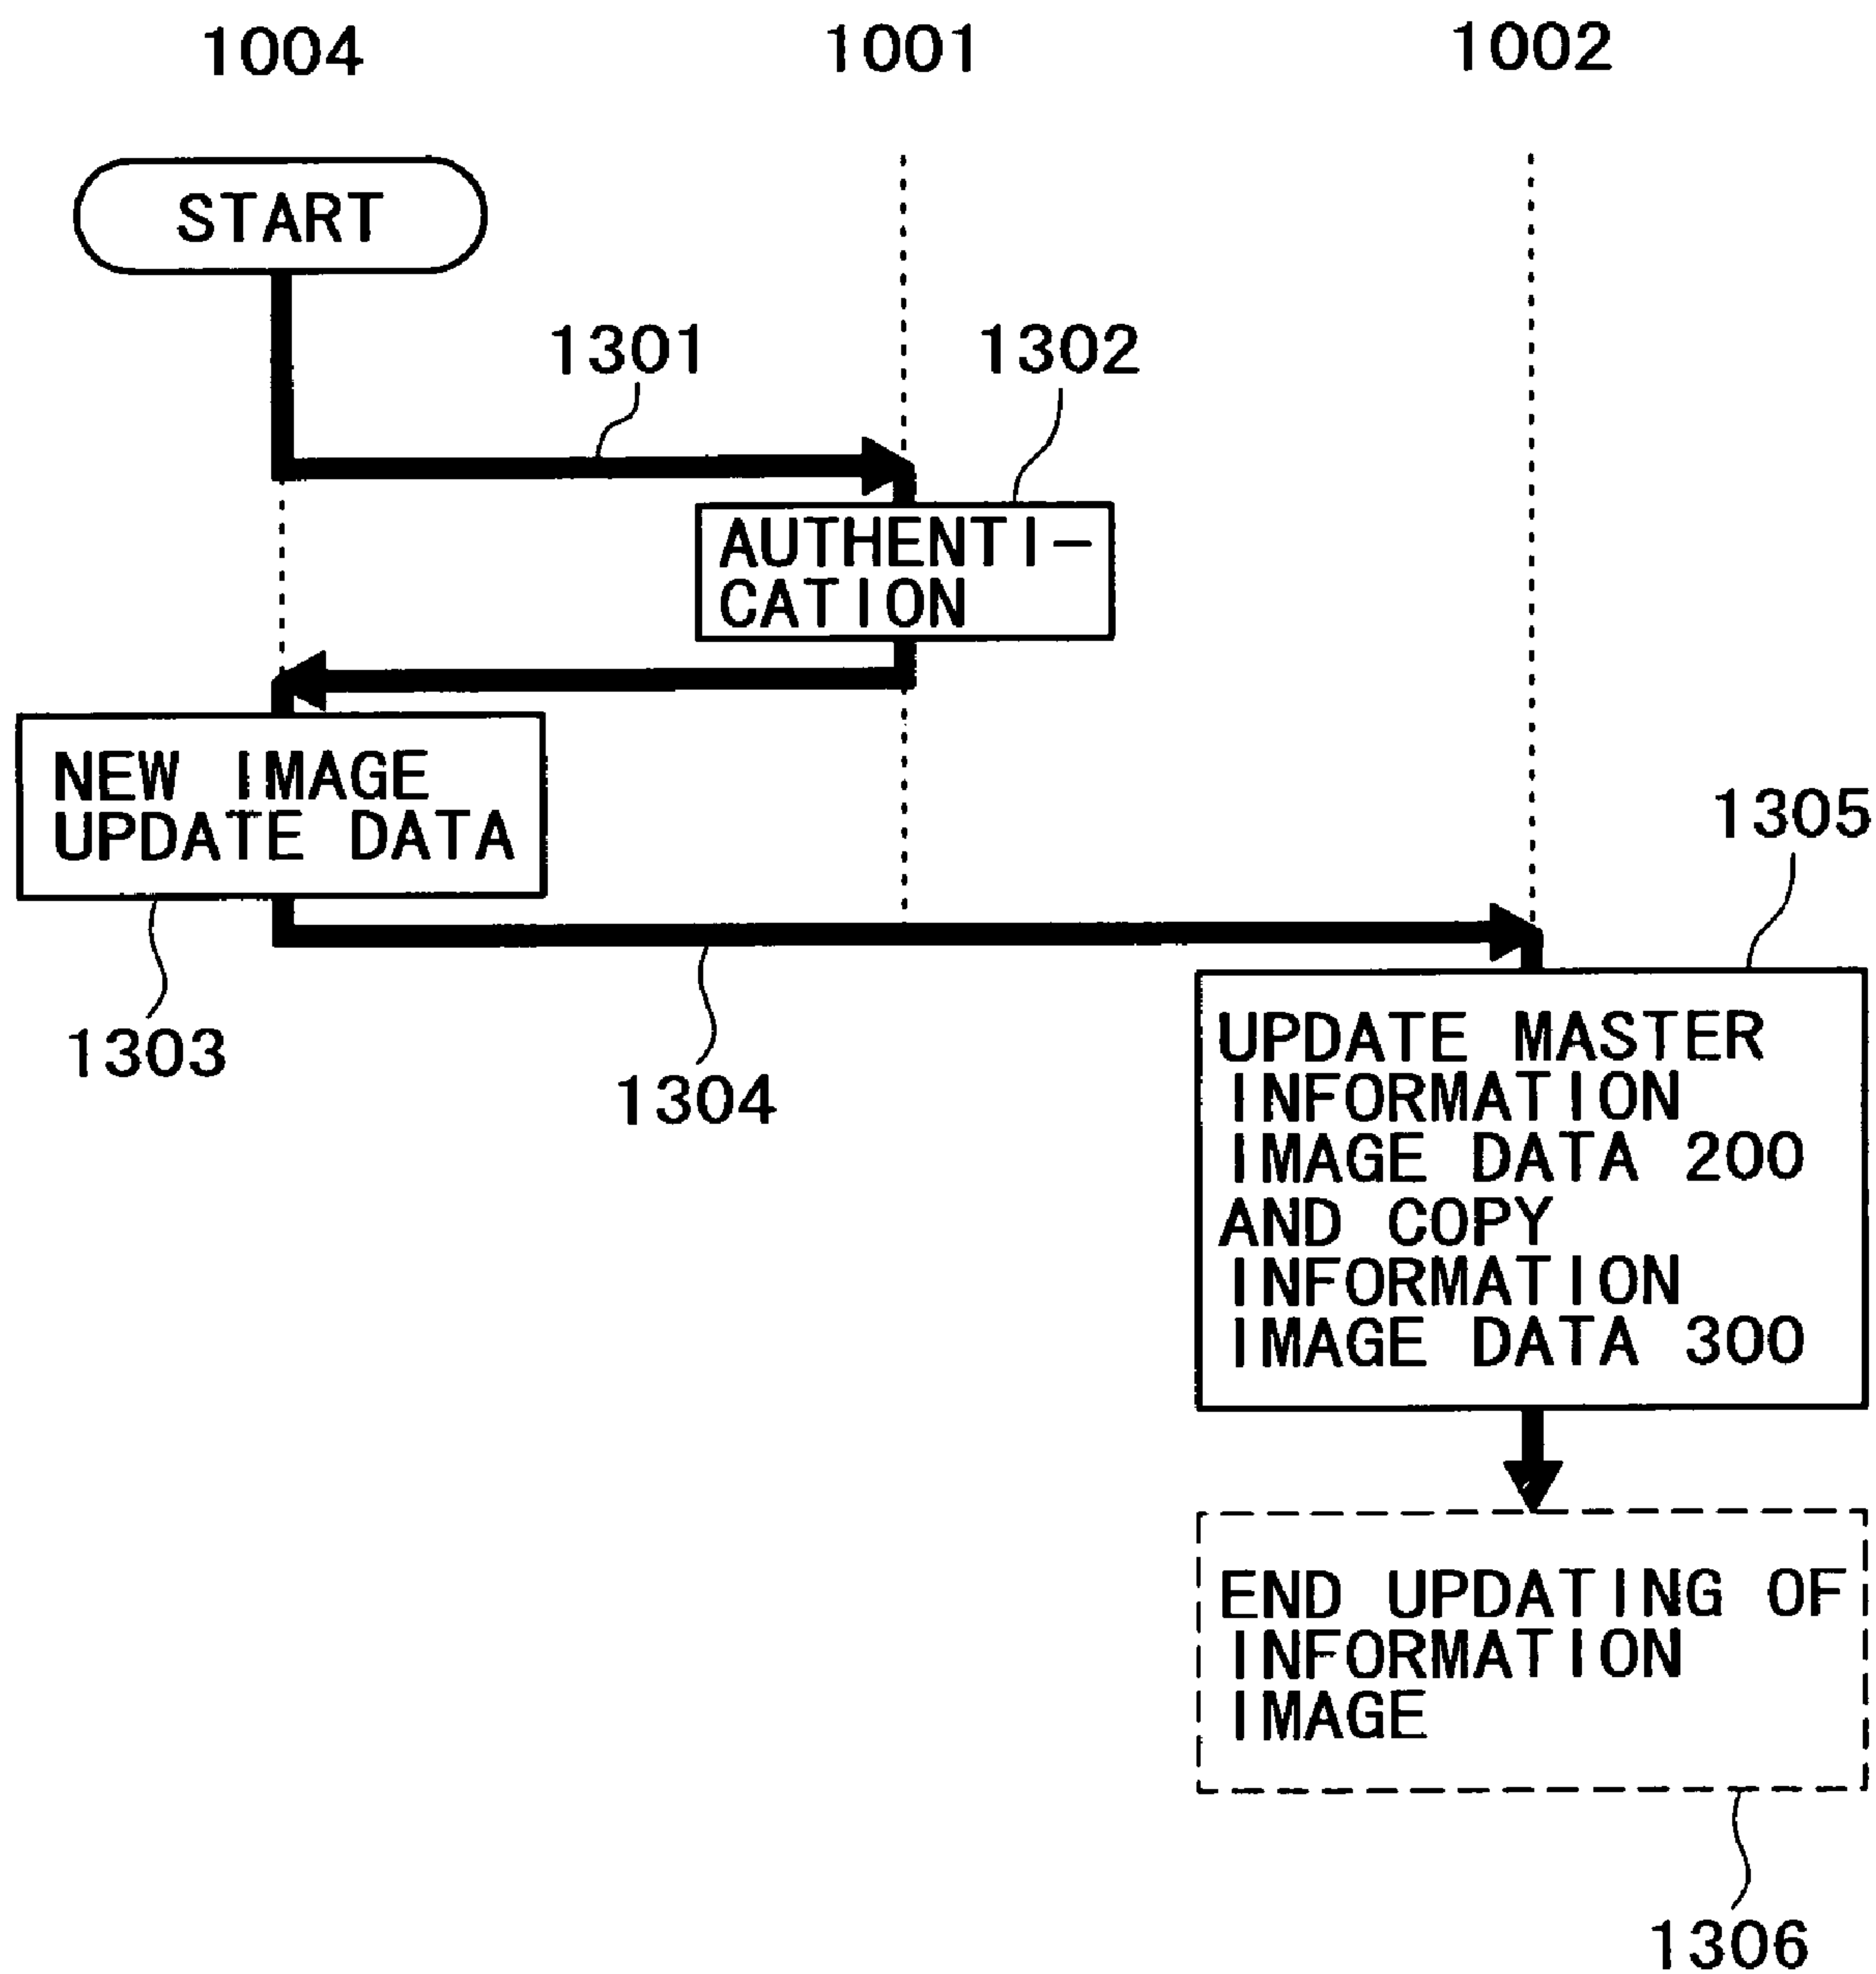 1004 1001 1002
START
1301 1302
AUTHENTI-
CATION
NEW IMAGE
UPDATE DATA
1305
1303
1304
UPDATE MASTER
INFORMATION
IMAGE DATA 200
AND COPY
INFORMATION
IMAGE DATA 300
END UPDATING OF
INFORMATION
IMAGE
1306